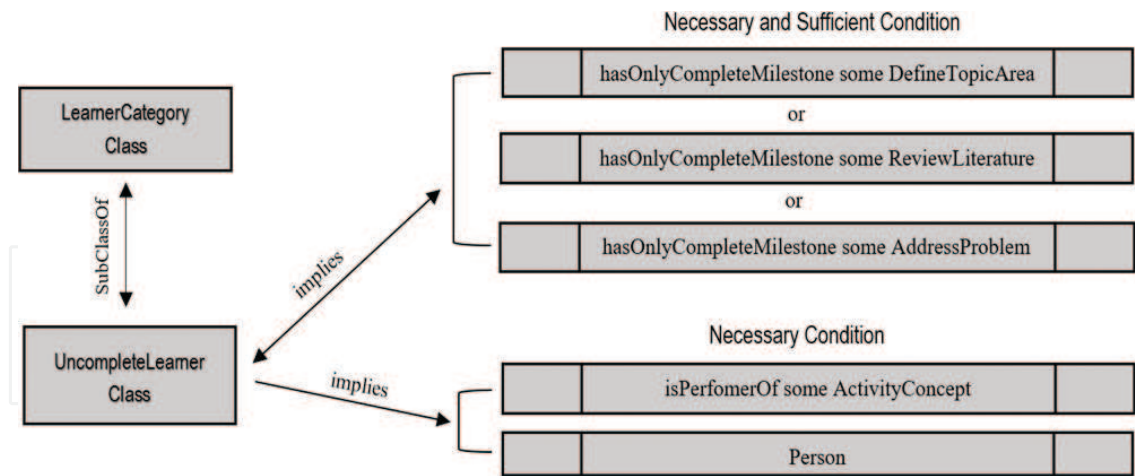 Necessary and Sufficient Condition
hasOnlyCompleteMilestone some DefineTopicArea
or
hasOnlyCompleteMilestone some ReviewLiterature
or
hasOnlyCompleteMilestone some AddressProblem
LearnerCategory
Class
SubClassOf
implies
UncompleteLearner
Class
implies
Necessary Condition
isPerfomerOf some ActivityConcept
Person